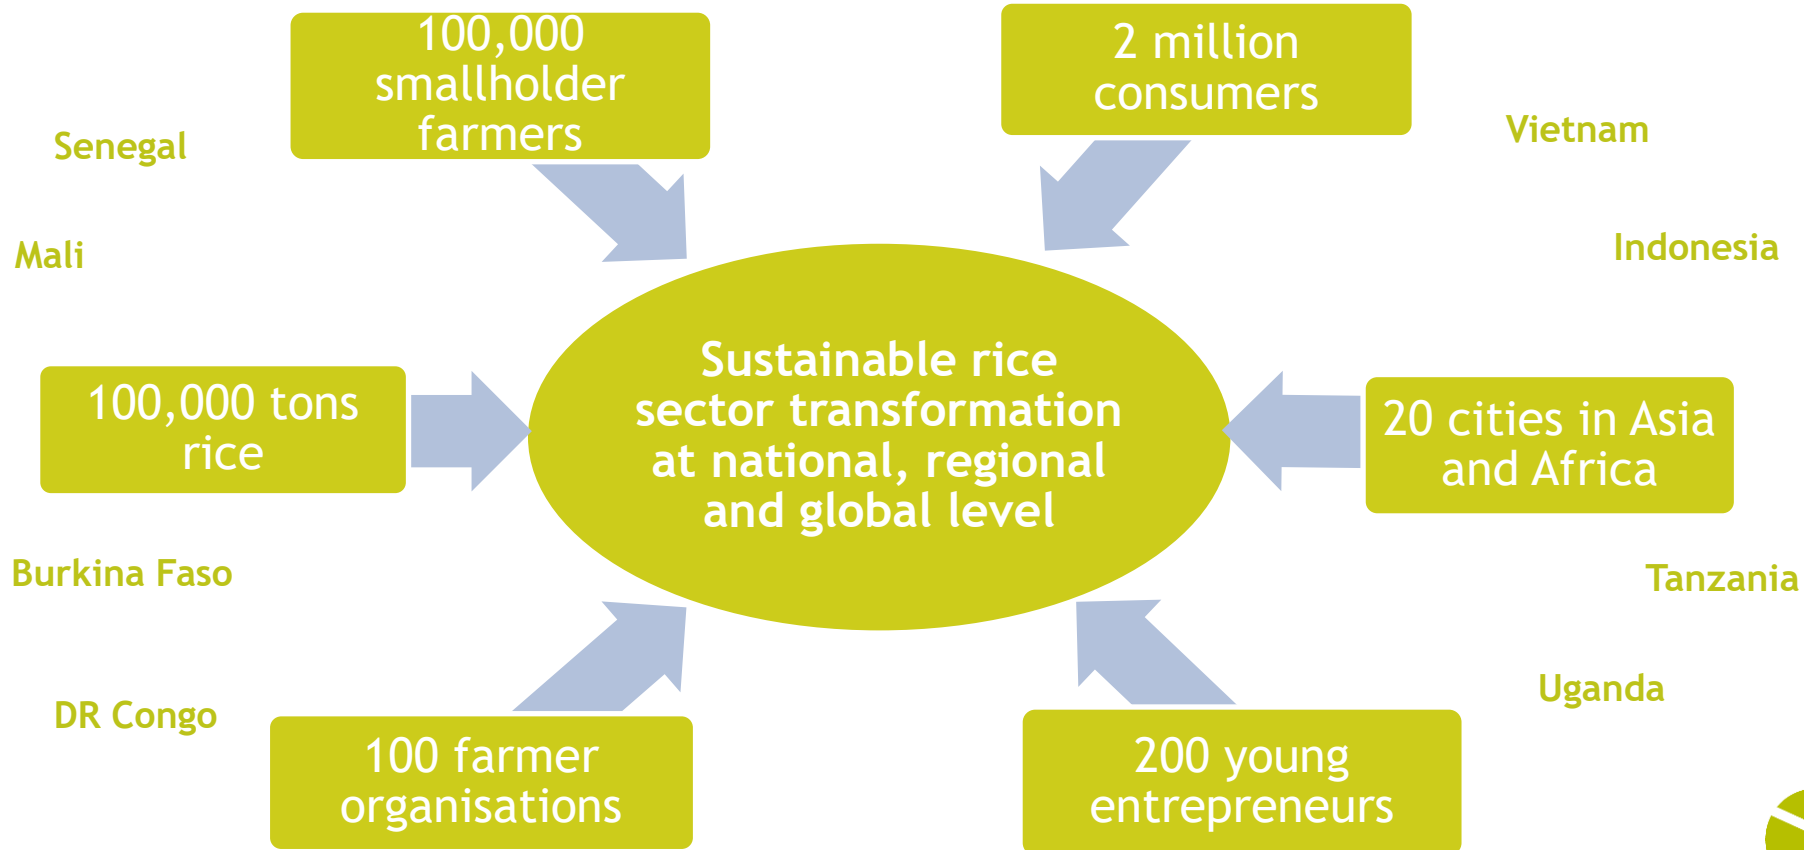 100,000
smallholder
farmers
2 million
consumers
Senegal
Vietnam
Mali
Indonesia
Sustainable rice
sector transformation
at national, regional
and global level
100,000 tons
rice
20 cities in Asia
and Africa
Burkina Faso
Tanzania
DR Congo
Uganda
100 farmer
organisations
200 young
entrepreneurs